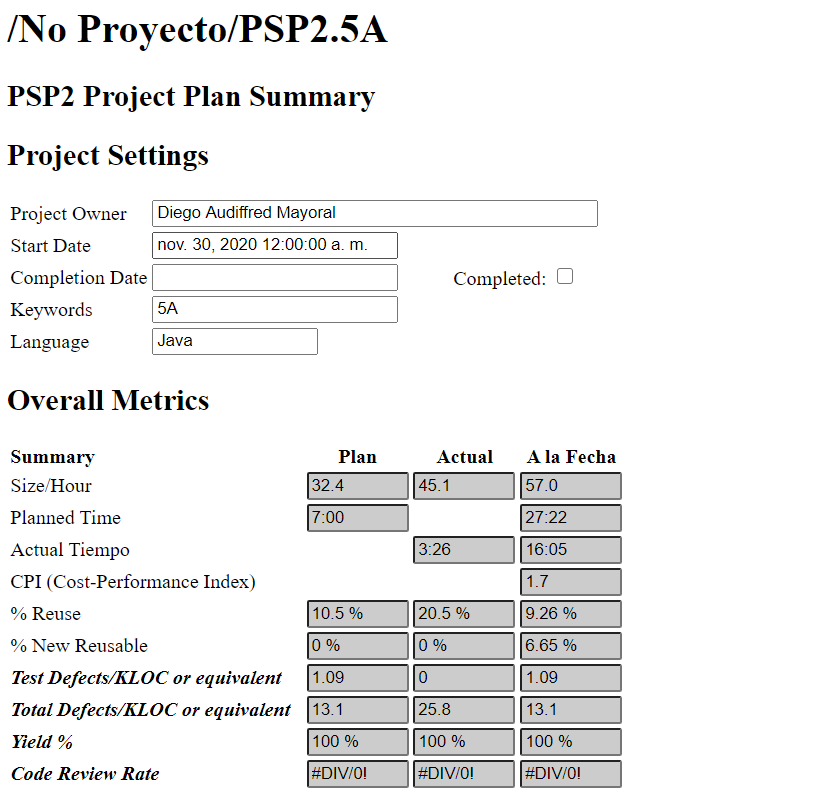 /No Proyecto/PSP2.5A
PSP2 Project Plan Summary
Project Settings
Project Owner Diego Audiffred Mayoral
Start Date nov. 30, 2020 12:00:00 a. m.
Completion Date Completed:
Keywords 5A
Language Java
Overall Metrics
Summary Plan Actual A la Fecha
Size/Hour 32.4 45.1 57.0
Planned Time 7:00 27:22
Actual Tiempo 3:26 16:05
CPI (Cost-Performance Index) 1.7
% Reuse 10.5 % 20.5 % 9.26 %
% New Reusable 0 % 0 % 6.65 %
Test Defects/KLOC or equivalent 1.09 0 1.09
Total Defects/KLOC or equivalent 13.1 25.8 13.1
Yield % 100 % 100 % 100 %
Code Review Rate #DIV/0! #DIV/0! #DIV/0!